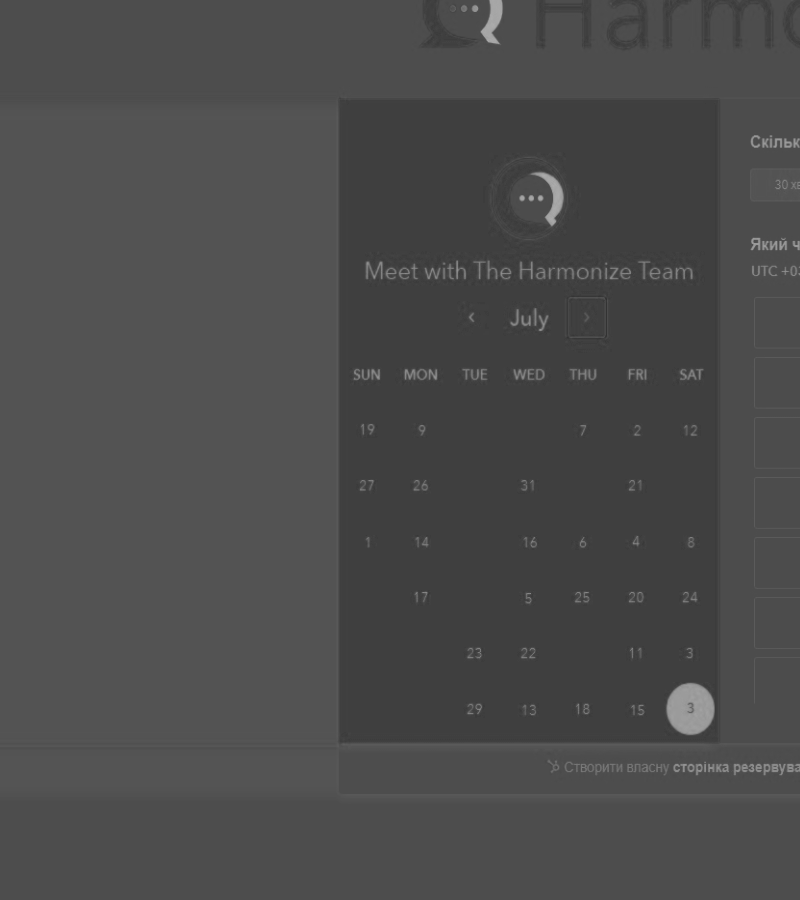 Harmo
Meet with The Harmonize Team
‹ July ›
SUN MON TUE WED THU FRI SAT
19 9 7 2 12
27 26 31 21
1 14 16 6 4 8
17 5 25 20 24
23 22 11 3
29 13 18 15 3
Скільк
30 хв
Який ч
UTC +03
Створити власну сторінка резервува